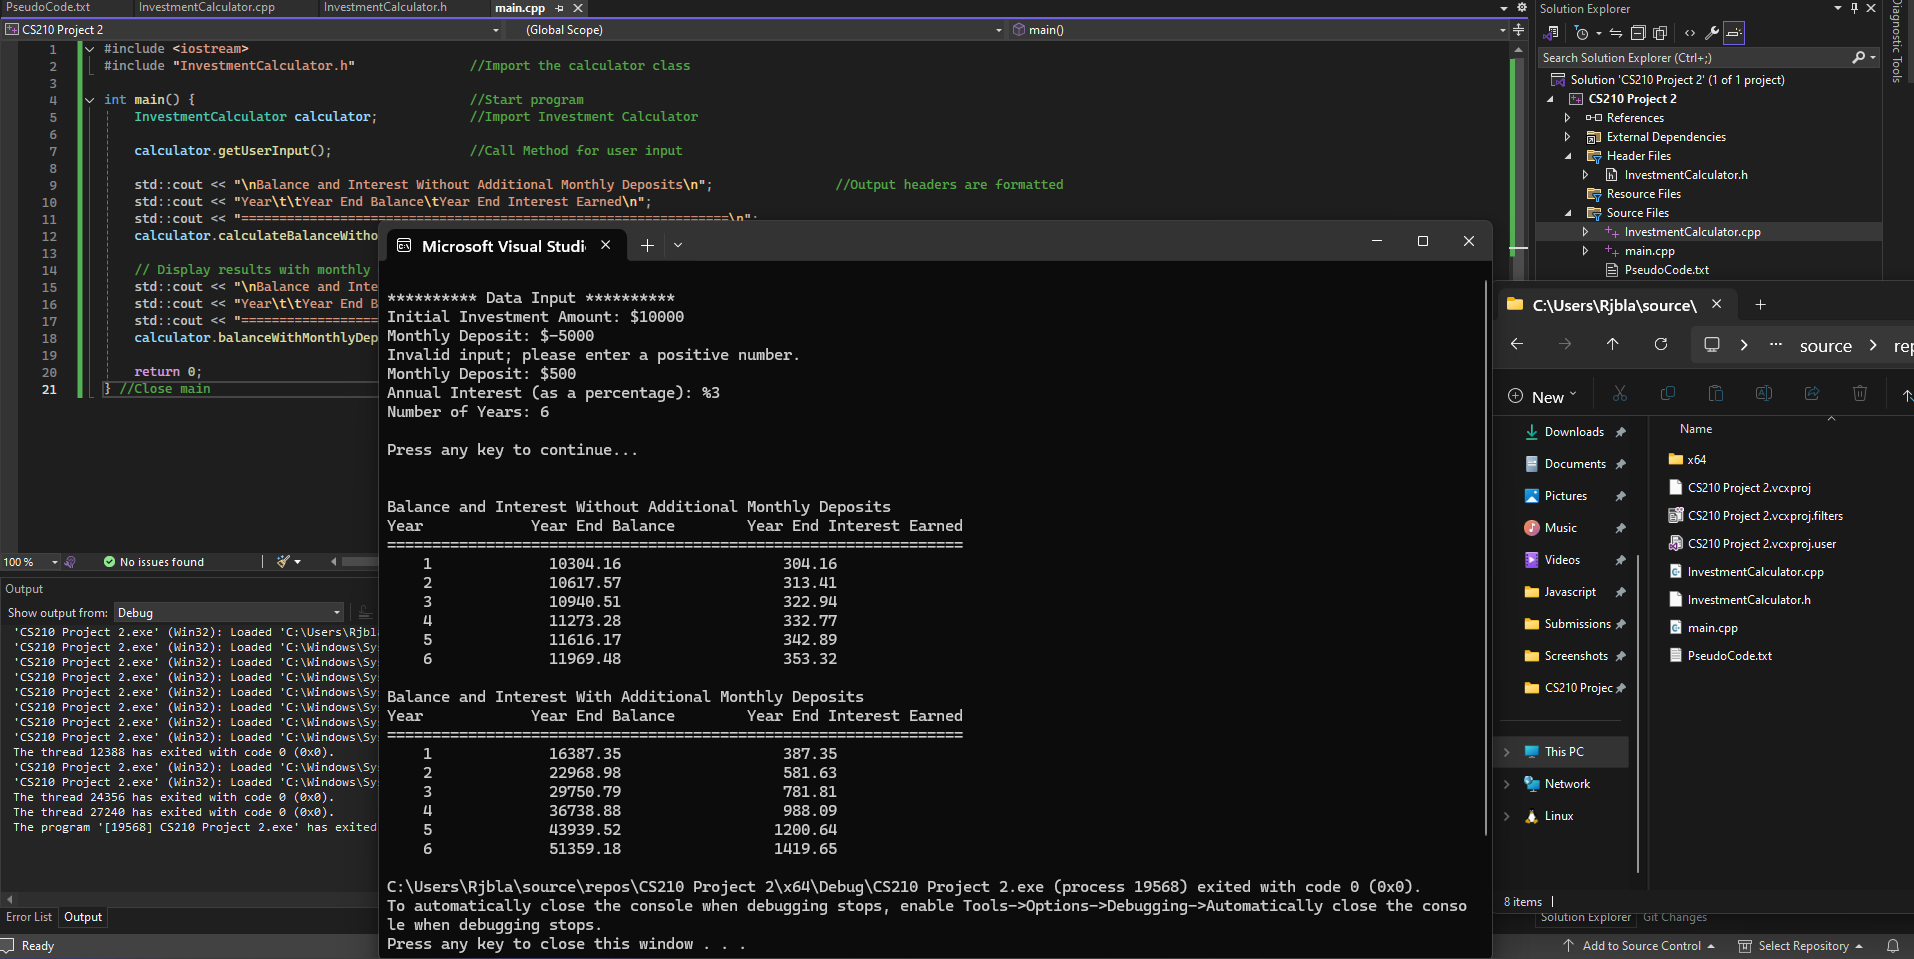 PseudoCode.txt
InvestmentCalculator.cpp
InvestmentCalculator.h
main.cpp
CS210 Project 2
(Global Scope)
main()
1 #include <iostream>
2 #include "InvestmentCalculator.h" //Import the calculator class
3
4 int main() { //Start program
5 InvestmentCalculator calculator; //Import Investment Calculator
6
7 calculator.getUserInput(); //Call Method for user input
8
9 std::cout << "\nBalance and Interest Without Additional Monthly Deposits\n"; //Output headers are formatted
10 std::cout << "Year\t\tYear End Balance\tYear End Interest Earned\n";
11 std::cout << "================================================================\n";
12 calculator.calculateBalanceWitho
13
14 // Display results with monthly
15 std::cout << "\nBalance and Inte
16 std::cout << "Year\t\tYear End B
17 std::cout << "==================
18 calculator.balanceWithMonthlyDep
19
20 return 0;
21 } //Close main
100 %
No issues found
Output
Show output from: Debug
'CS210 Project 2.exe' (Win32): Loaded 'C:\Users\Rjbla
'CS210 Project 2.exe' (Win32): Loaded 'C:\Windows\Sy
'CS210 Project 2.exe' (Win32): Loaded 'C:\Windows\Sy
'CS210 Project 2.exe' (Win32): Loaded 'C:\Windows\Sy
'CS210 Project 2.exe' (Win32): Loaded 'C:\Windows\Sy
'CS210 Project 2.exe' (Win32): Loaded 'C:\Windows\Sy
'CS210 Project 2.exe' (Win32): Loaded 'C:\Windows\Sy
'CS210 Project 2.exe' (Win32): Loaded 'C:\Windows\Sy
The thread 12388 has exited with code 0 (0x0).
'CS210 Project 2.exe' (Win32): Loaded 'C:\Windows\Sy
'CS210 Project 2.exe' (Win32): Loaded 'C:\Windows\Sy
The thread 24356 has exited with code 0 (0x0).
The thread 27240 has exited with code 0 (0x0).
The program '[19568] CS210 Project 2.exe' has exited
Error List Output
Ready
Microsoft Visual Studi
********** Data Input **********
Initial Investment Amount: $10000
Monthly Deposit: $-5000
Invalid input; please enter a positive number.
Monthly Deposit: $500
Annual Interest (as a percentage): %3
Number of Years: 6
Press any key to continue...
Balance and Interest Without Additional Monthly Deposits
Year Year End Balance Year End Interest Earned
================================================================
1 10304.16 304.16
2 10617.57 313.41
3 10940.51 322.94
4 11273.28 332.77
5 11616.17 342.89
6 11969.48 353.32
Balance and Interest With Additional Monthly Deposits
Year Year End Balance Year End Interest Earned
================================================================
1 16387.35 387.35
2 22968.98 581.63
3 29750.79 781.81
4 36738.88 988.09
5 43939.52 1200.64
6 51359.18 1419.65
C:\Users\Rjbla\source\repos\CS210 Project 2\x64\Debug\CS210 Project 2.exe (process 19568) exited with code 0 (0x0).
To automatically close the console when debugging stops, enable Tools->Options->Debugging->Automatically close the conso
le when debugging stops.
Press any key to close this window . . .
Solution Explorer
Search Solution Explorer (Ctrl+;)
Solution 'CS210 Project 2' (1 of 1 project)
CS210 Project 2
References
External Dependencies
Header Files
InvestmentCalculator.h
Resource Files
Source Files
InvestmentCalculator.cpp
main.cpp
PseudoCode.txt
Diagnostic Tools
C:\Users\Rjbla\source\
source
rep
New
Downloads
Documents
Pictures
Music
Videos
Javascript
Submissions
Screenshots
CS210 Projec
This PC
Network
Linux
Name
x64
CS210 Project 2.vcxproj
CS210 Project 2.vcxproj.filters
CS210 Project 2.vcxproj.user
InvestmentCalculator.cpp
InvestmentCalculator.h
main.cpp
PseudoCode.txt
8 items
Solution Explorer Git Changes
Add to Source Control
Select Repository